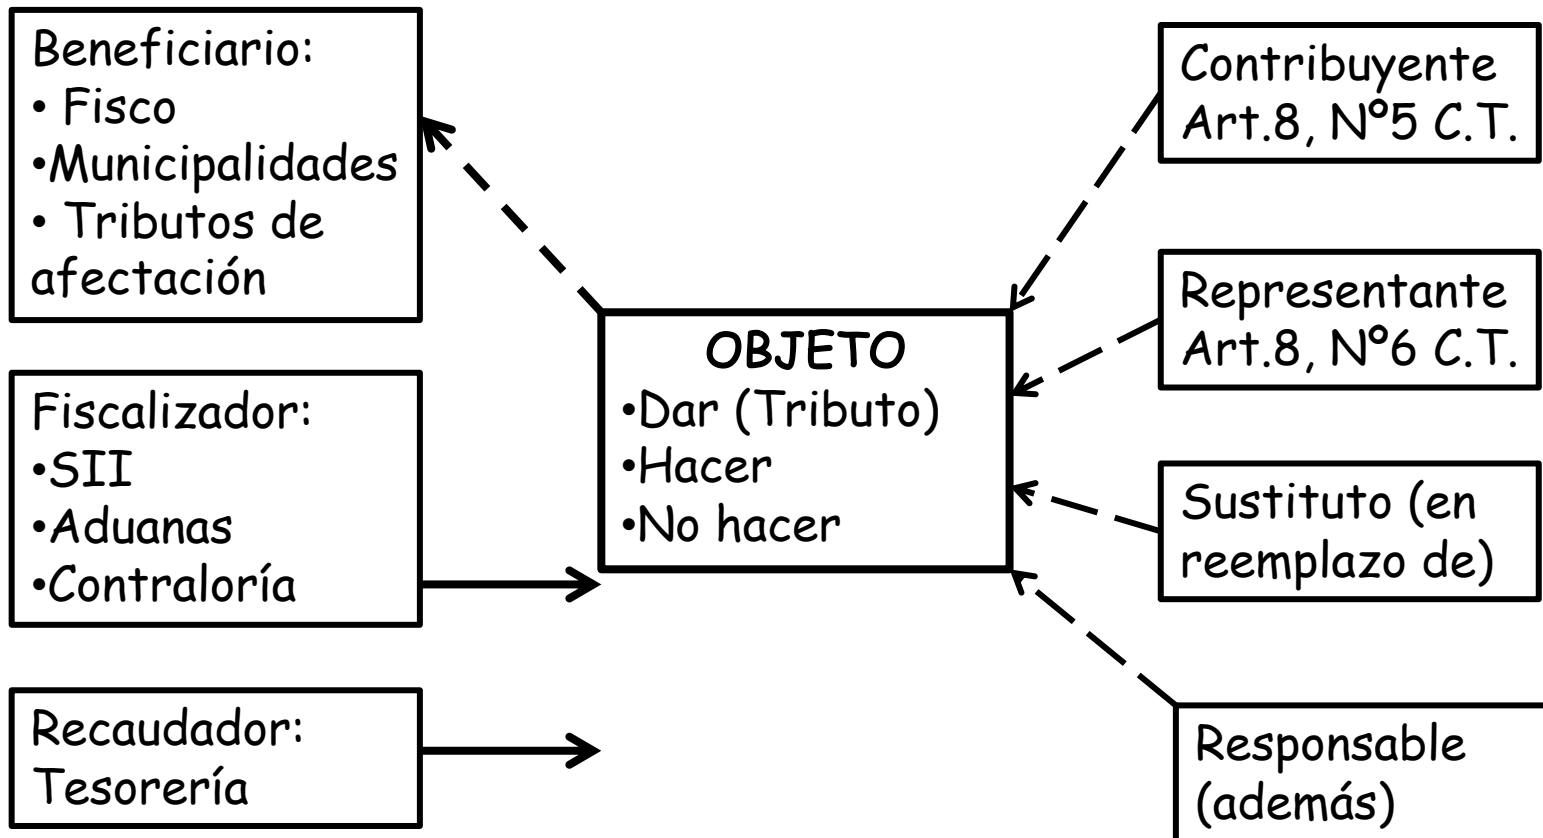 Beneficiario:
• Fisco
•Municipalidades
• Tributos de
afectación
Fiscalizador:
•SII
•Aduanas
•Contraloría
Recaudador:
Tesorería
OBJETO
•Dar (Tributo)
•Hacer
•No hacer
Contribuyente
Art.8, Nº5 C.T.
Representante
Art.8, Nº6 C.T.
Sustituto (en
reemplazo de)
Responsable
(además)